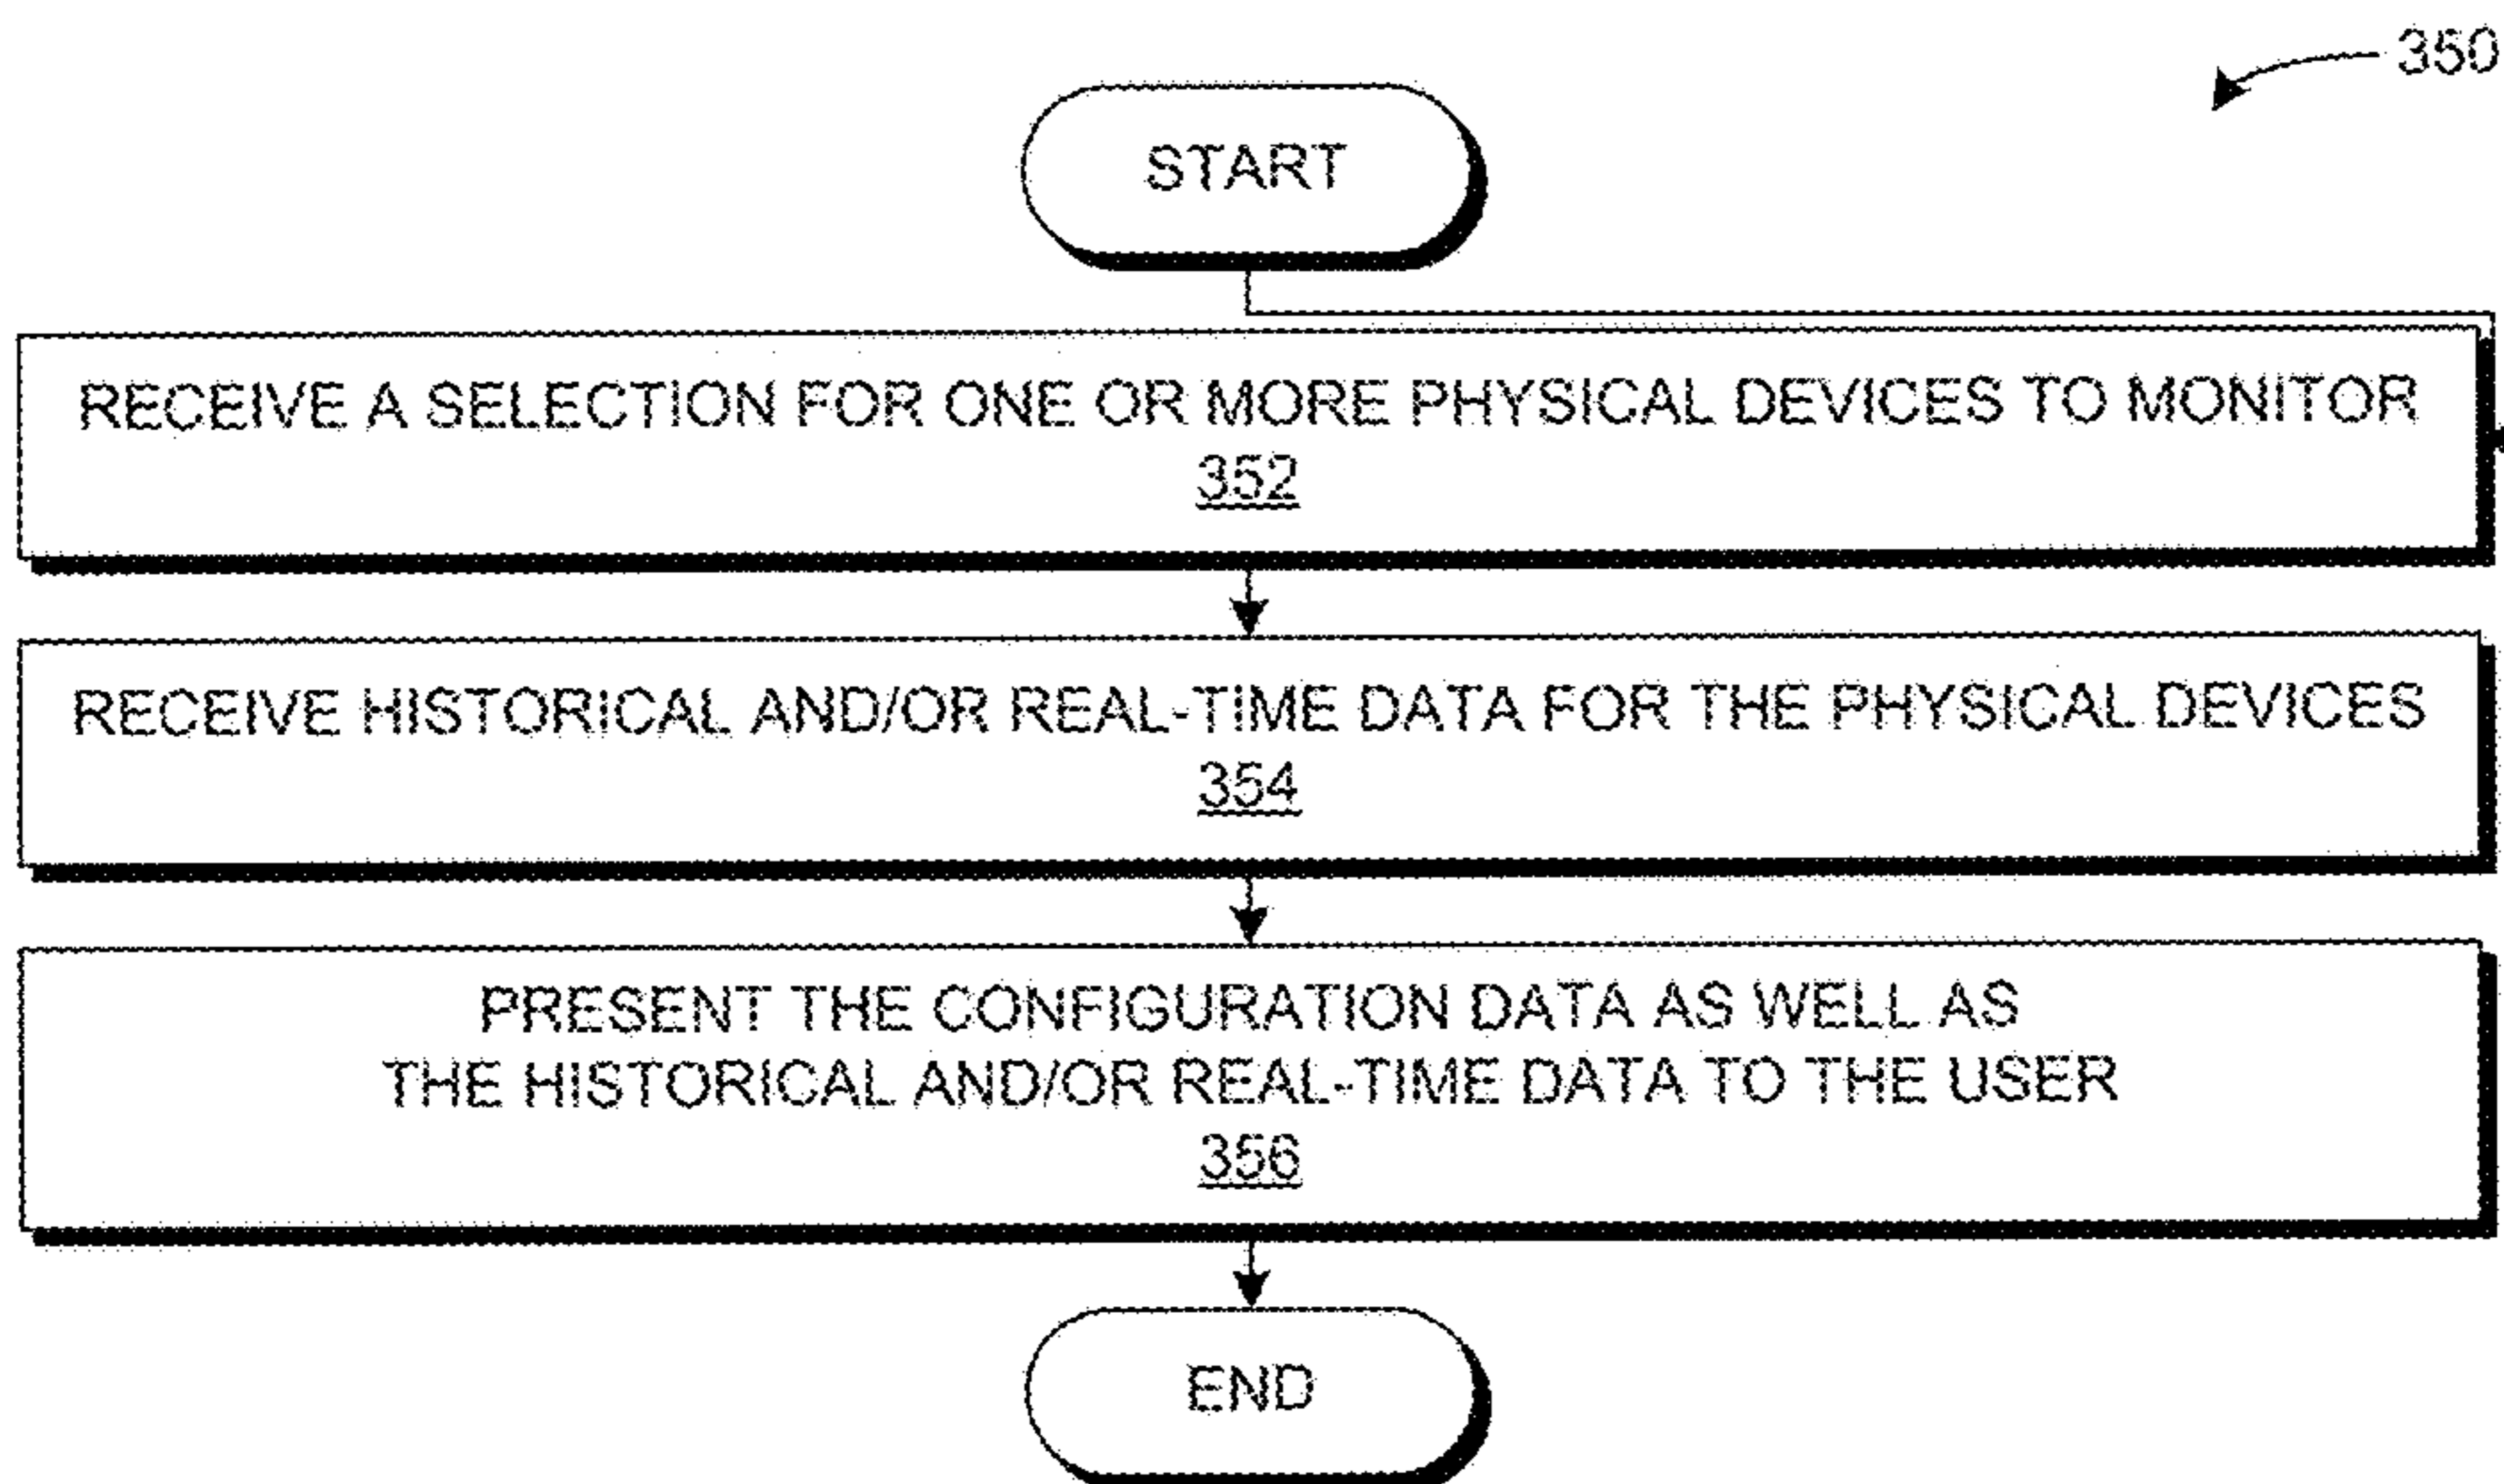 350
START
RECEIVE A SELECTION FOR ONE OR MORE PHYSICAL DEVICES TO MONITOR
352
RECEIVE HISTORICAL AND/OR REAL-TIME DATA FOR THE PHYSICAL DEVICES
354
PRESENT THE CONFIGURATION DATA AS WELL AS
THE HISTORICAL AND/OR REAL-TIME DATA TO THE USER
356
END